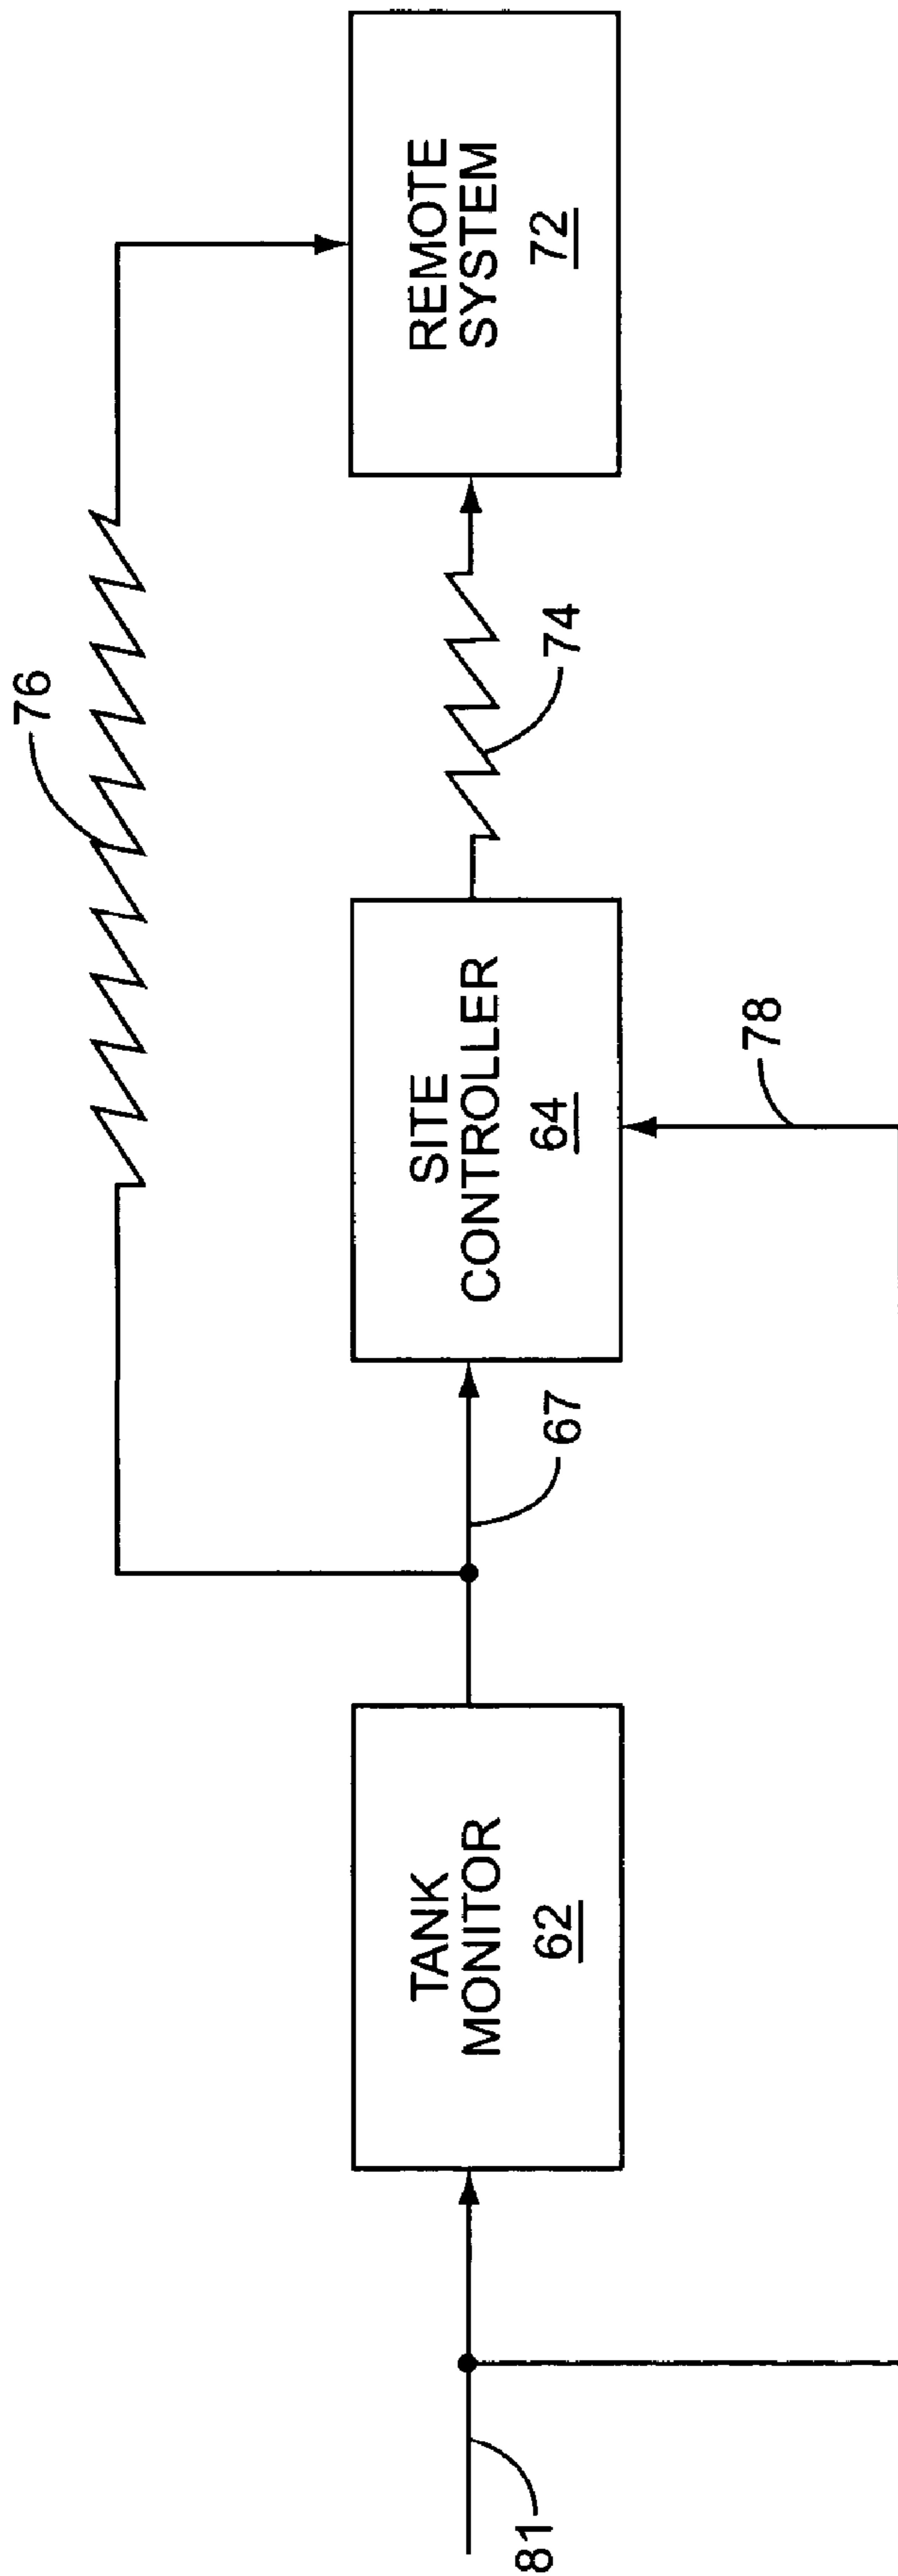 76
REMOTE
SYSTEM
72
74
SITE
CONTROLLER
64
78
67
TANK
MONITOR
62
81